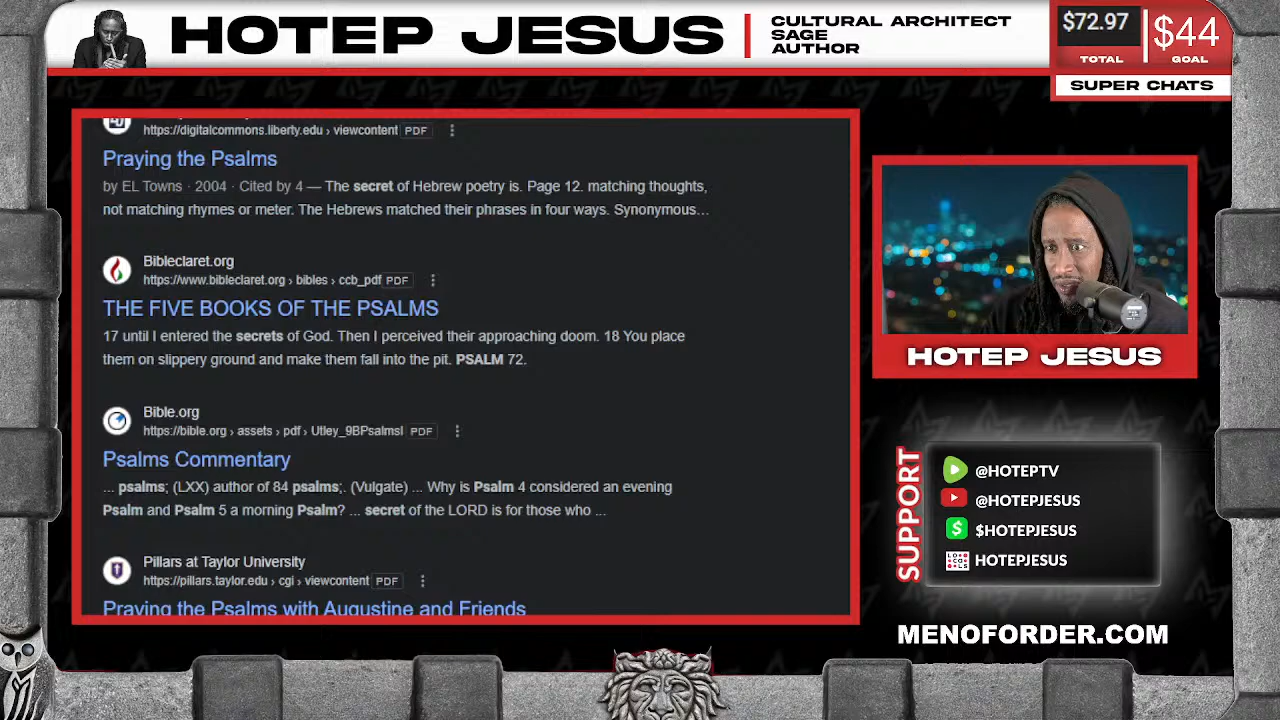 HOTEP JESUS
CULTURAL ARCHITECT
SAGE
AUTHOR
$72.97
TOTAL
$44
GOAL
SUPER CHATS
https://digitalcommons.liberty.edu › viewcontent PDF
Praying the Psalms
by EL Towns · 2004 · Cited by 4 — The secret of Hebrew poetry is. Page 12. matching thoughts,
not matching rhymes or meter. The Hebrews matched their phrases in four ways. Synonymous...
Bibleclaret.org
https://www.bibleclaret.org › bibles › ccb_pdf PDF
THE FIVE BOOKS OF THE PSALMS
17 until I entered the secrets of God. Then I perceived their approaching doom. 18 You place
them on slippery ground and make them fall into the pit. PSALM 72.
Bible.org
https://bible.org › assets › pdf › Utley_9BPsalmsI PDF
Psalms Commentary
... psalms; (LXX) author of 84 psalms;. (Vulgate) ... Why is Psalm 4 considered an evening
Psalm and Psalm 5 a morning Psalm? ... secret of the LORD is for those who ...
Pillars at Taylor University
https://pillars.taylor.edu › cgi › viewcontent PDF
Praying the Psalms with Augustine and Friends
HOTEP JESUS
SUPPORT
@HOTEPTV
@HOTEPJESUS
$HOTEPJESUS
LOCALS
HOTEPJESUS
MENOFORDER.COM